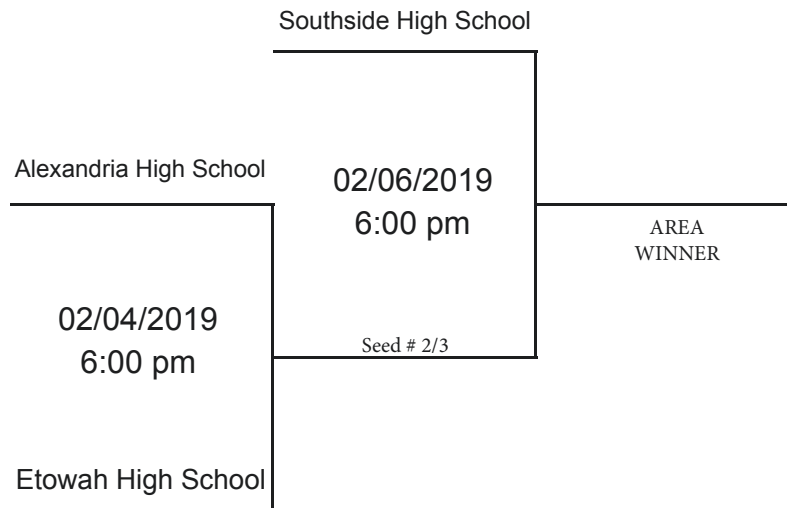 Southside High School
Alexandria High School
02/06/2019
6:00 pm
AREA
WINNER
02/04/2019
6:00 pm
Seed # 2/3
Etowah High School